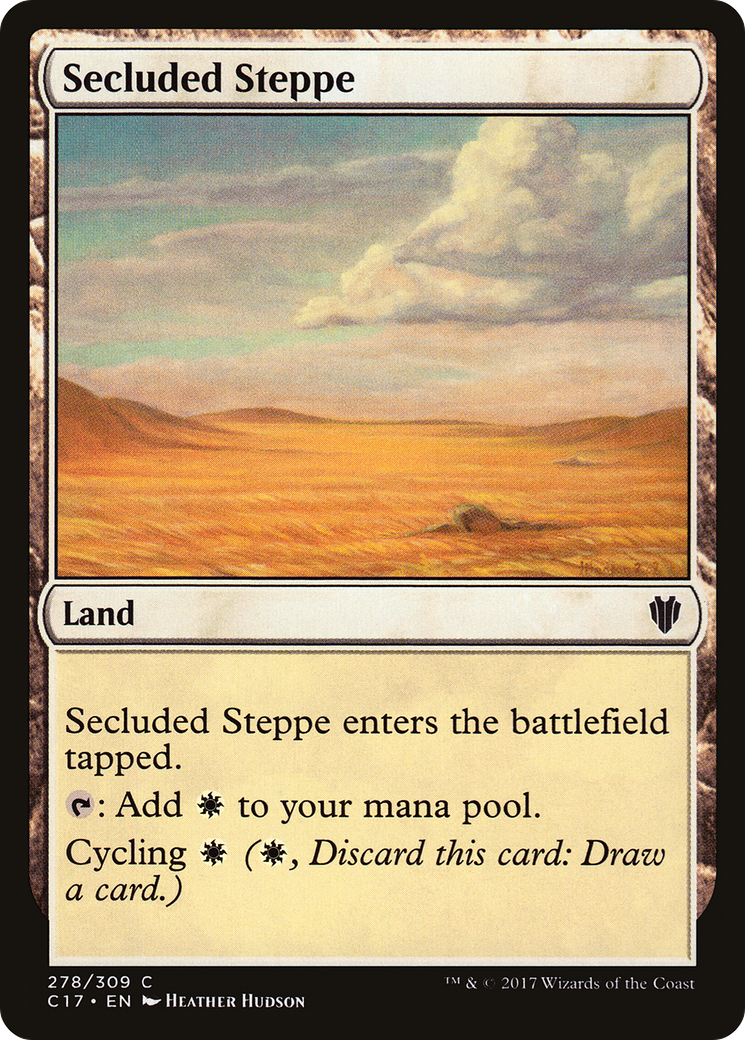 Secluded Steppe
Land
Secluded Steppe enters the battlefield
tapped.
: Add to your mana pool.
Cycling (, Discard this card: Draw
a card.)
278/309 C
C17 • EN Heather Hudson
™ & © 2017 Wizards of the Coast